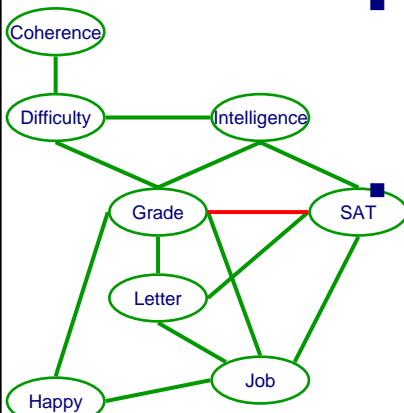 Coherence
Difficulty
Intelligence
Grade
SAT
Letter
Job
Happy